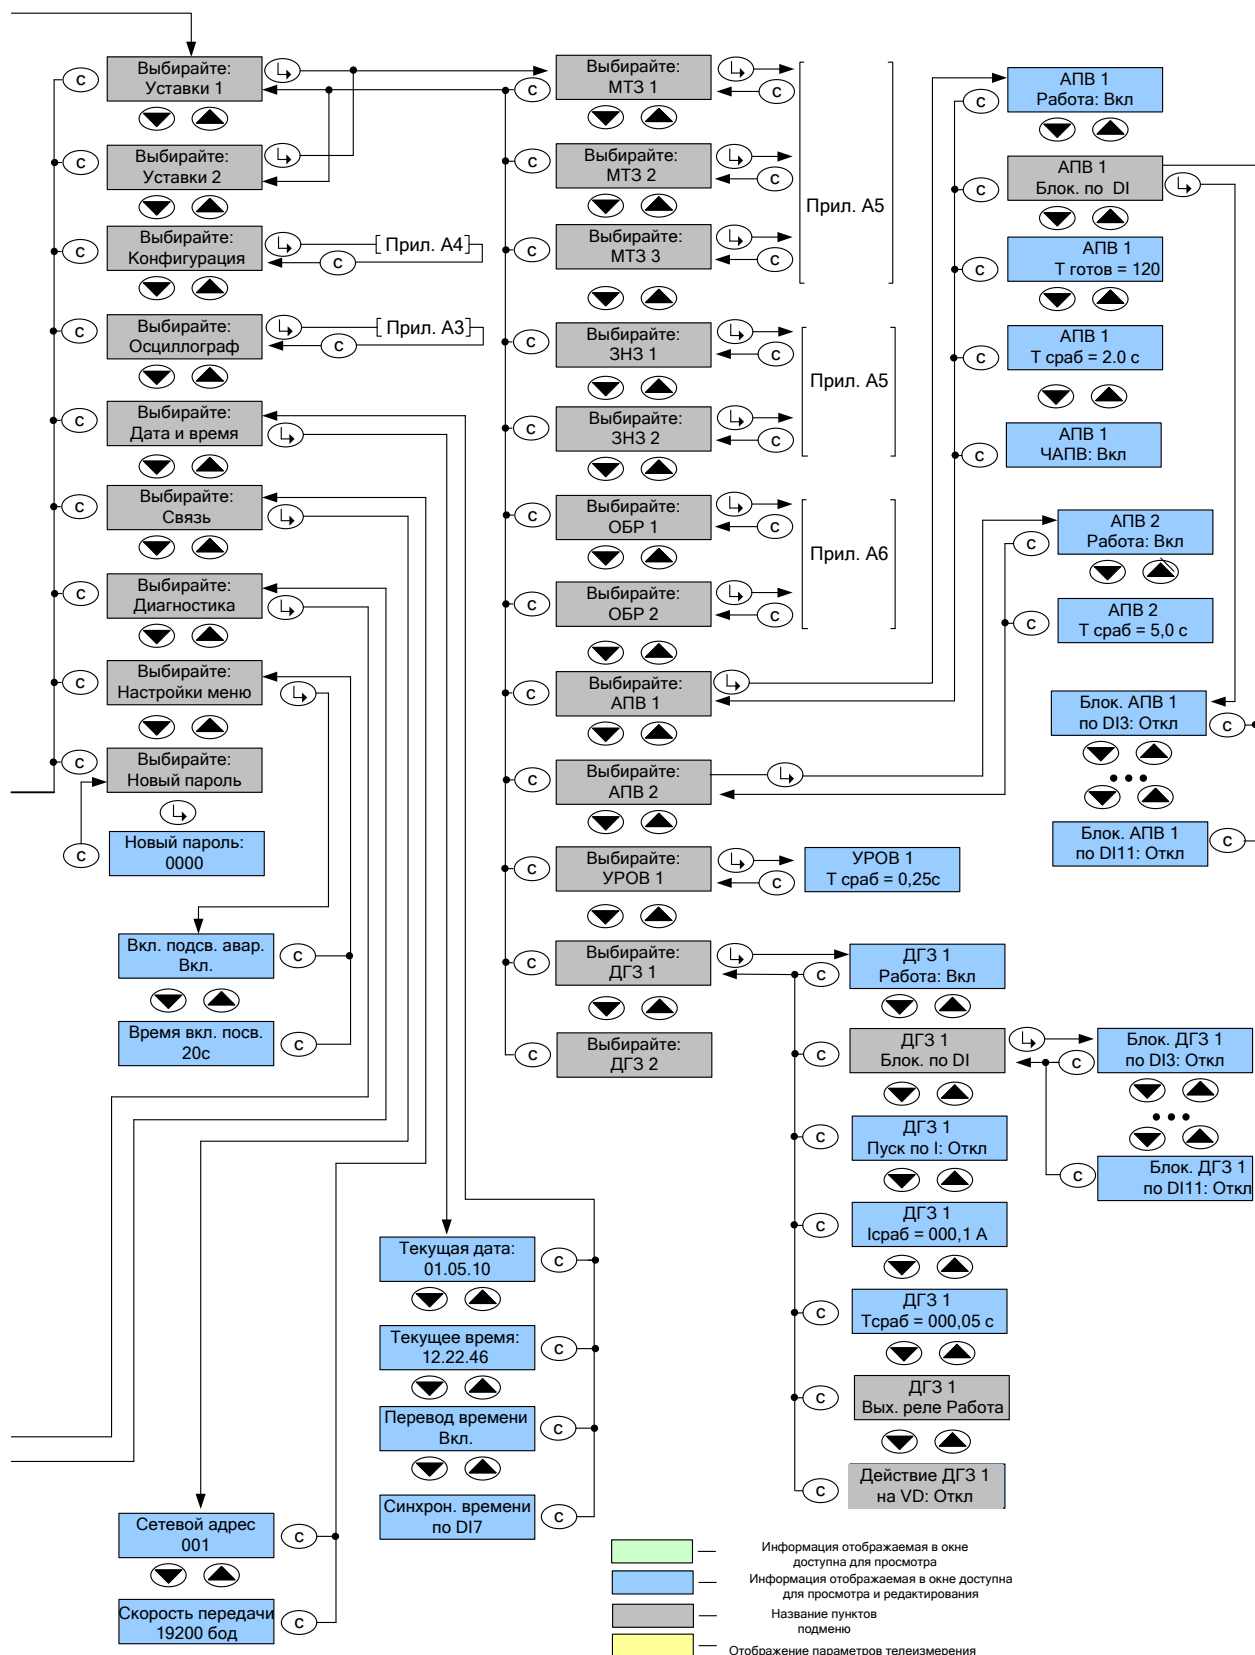 Выбирайте:
Уставки 1
Выбирайте:
Уставки 2
Выбирайте:
Конфигурация
[ Прил. А4 ]
Выбирайте:
Осциллограф
[ Прил. А3 ]
Выбирайте:
Дата и время
Выбирайте:
Связь
Выбирайте:
Диагностика
Выбирайте:
Настройки меню
Выбирайте:
Новый пароль
Новый пароль:
0000
Вкл. подсв. авар.
Вкл.
Время вкл. посв.
20с
Сетевой адрес
001
Скорость передачи
19200 бод
Текущая дата:
01.05.10
Текущее время:
12.22.46
Перевод времени
Вкл.
Синхрон. времени
по DI7
Выбирайте:
МТЗ 1
Выбирайте:
МТЗ 2
Выбирайте:
МТЗ 3
Прил. А5
Выбирайте:
ЗНЗ 1
Выбирайте:
ЗНЗ 2
Прил. А5
Выбирайте:
ОБР 1
Выбирайте:
ОБР 2
Прил. А6
Выбирайте:
АПВ 1
Выбирайте:
АПВ 2
Выбирайте:
УРОВ 1
УРОВ 1
Т сраб = 0,25с
Выбирайте:
ДГЗ 1
Выбирайте:
ДГЗ 2
АПВ 1
Работа: Вкл
АПВ 1
Блок. по DI
АПВ 1
Т готов = 120
АПВ 1
Т сраб = 2.0 с
АПВ 1
ЧАПВ: Вкл
АПВ 2
Работа: Вкл
АПВ 2
Т сраб = 5,0 с
Блок. АПВ 1
по DI3: Откл
Блок. АПВ 1
по DI11: Откл
ДГЗ 1
Работа: Вкл
ДГЗ 1
Блок. по DI
Блок. ДГЗ 1
по DI3: Откл
Блок. ДГЗ 1
по DI11: Откл
ДГЗ 1
Пуск по I: Откл
ДГЗ 1
Iсраб = 000,1 А
ДГЗ 1
Тсраб = 000,05 с
ДГЗ 1
Вых. реле Работа
Действие ДГЗ 1
на VD: Откл
Информация отображаемая в окне
доступна для просмотра
Информация отображаемая в окне доступна
для просмотра и редактирования
Название пунктов
подменю
Отображение параметров телеизмерения